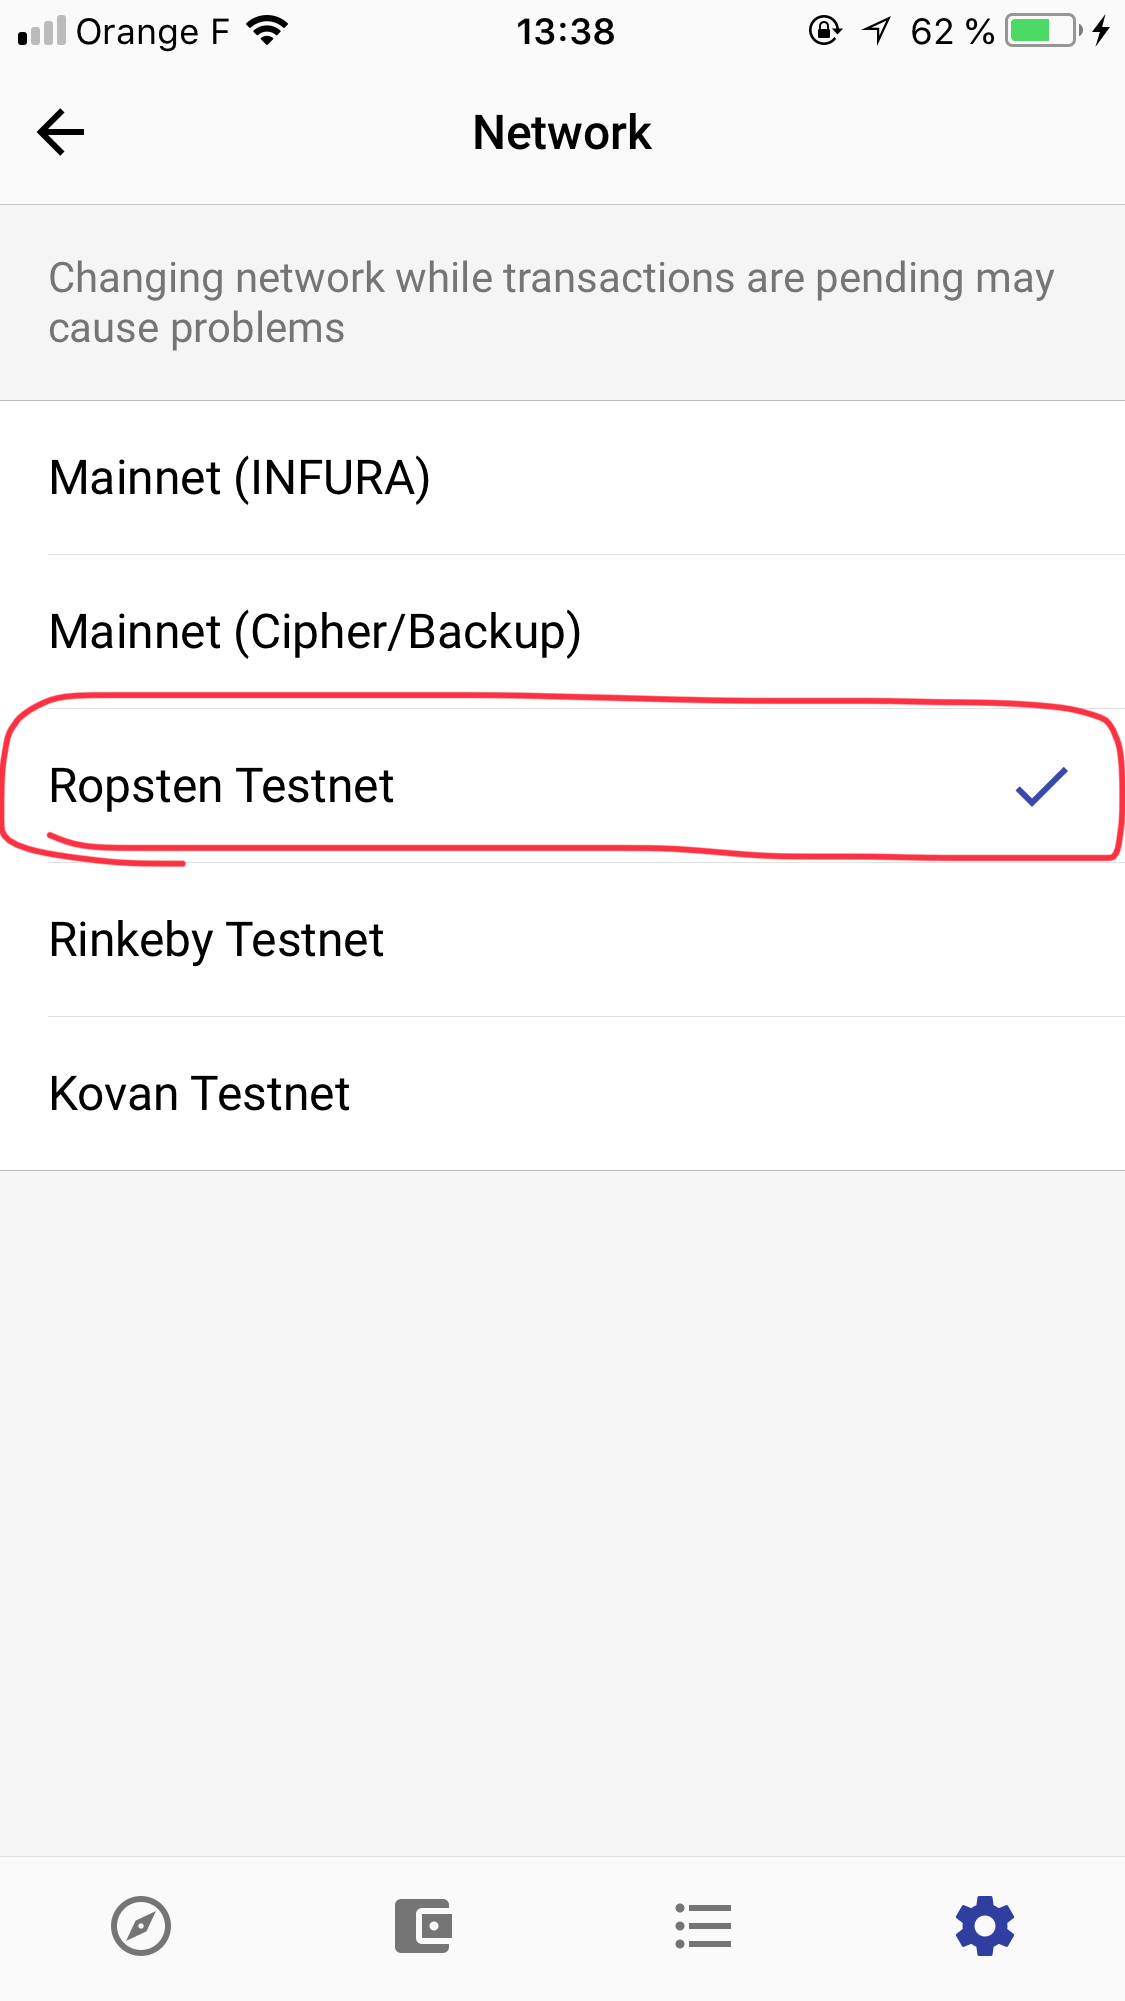 Orange F 13:38 62 %
Network
Changing network while transactions are pending may
cause problems
Mainnet (INFURA)
Mainnet (Cipher/Backup)
Ropsten Testnet
Rinkeby Testnet
Kovan Testnet